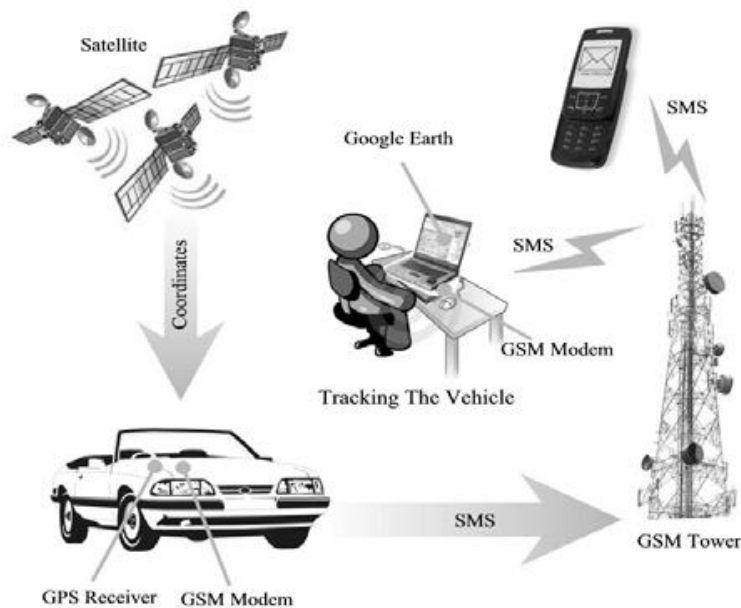 Satellite
SMS
Google Earth
SMS
Coordinates
GSM Modem
Tracking The Vehicle
SMS
GSM Tower
GPS Receiver
GSM Modem